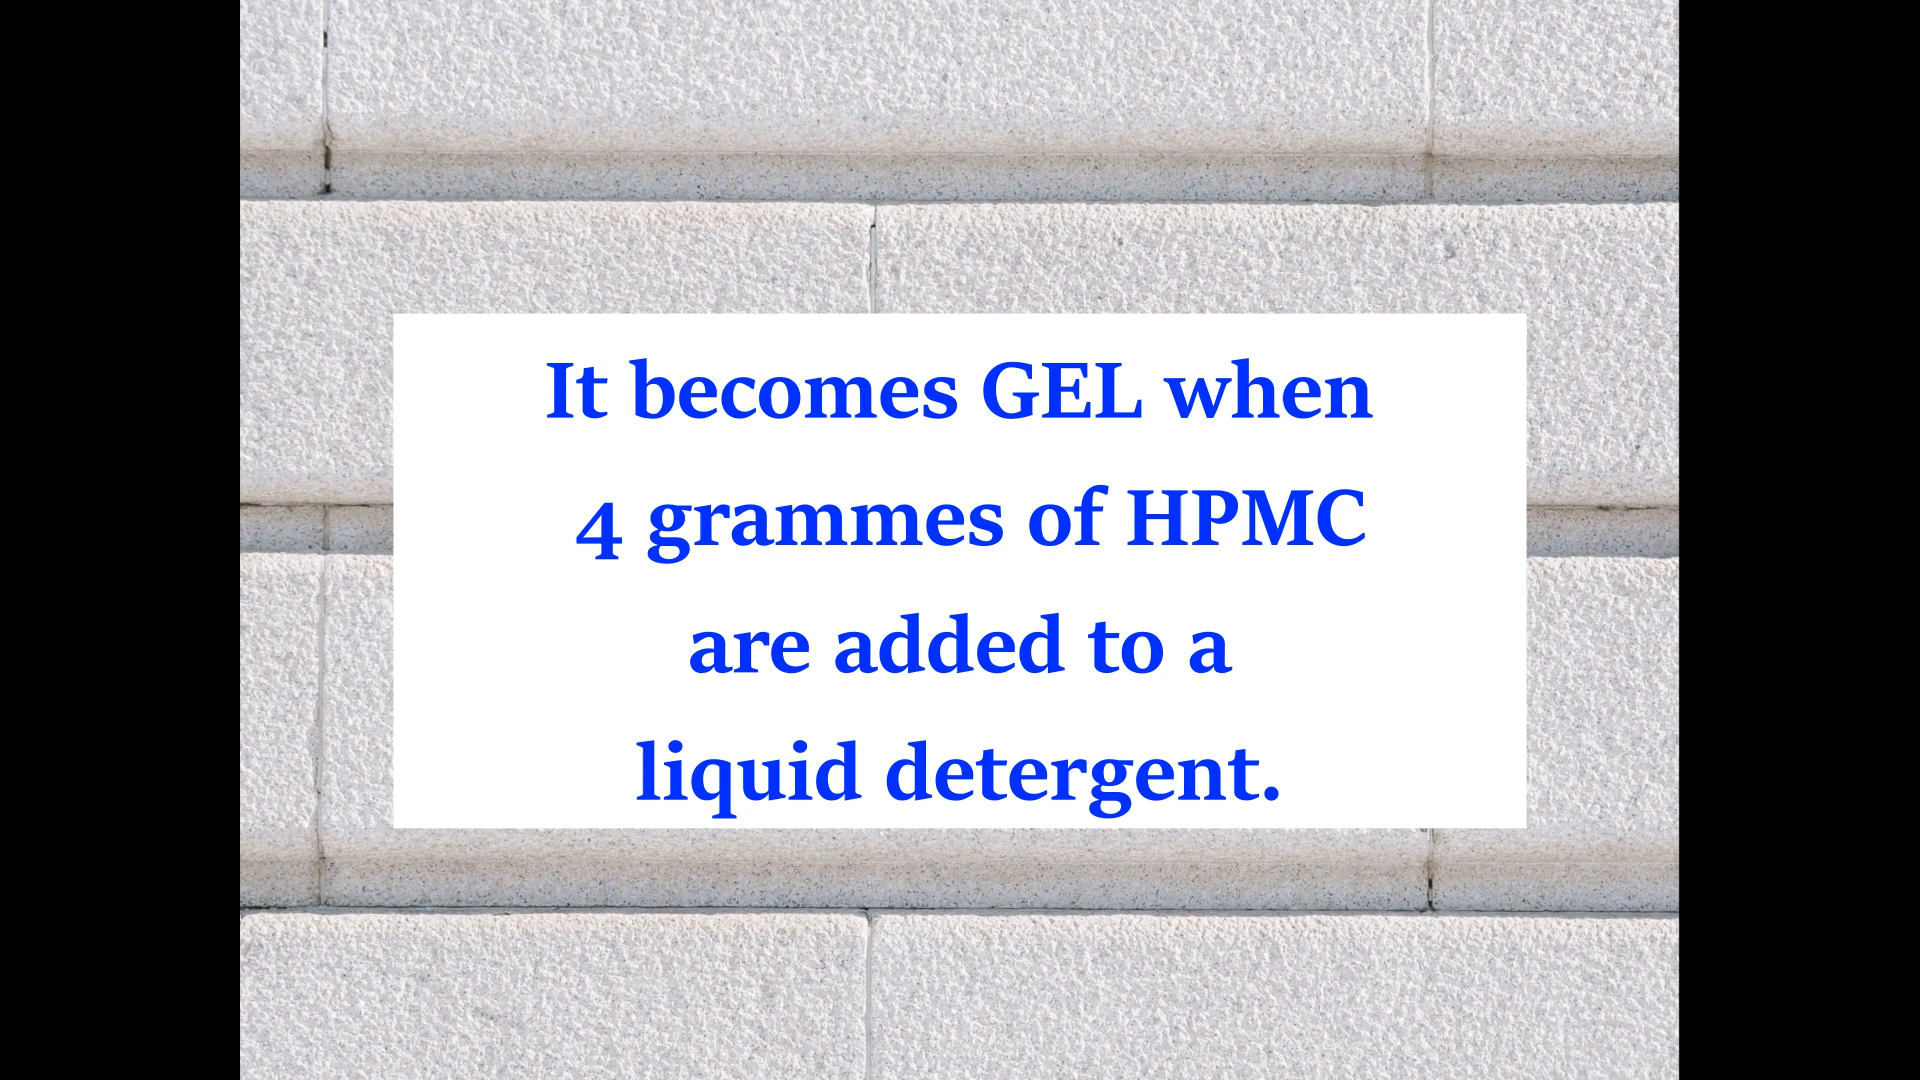 It becomes GEL when
4 grammes of HPMC
are added to a
liquid detergent.